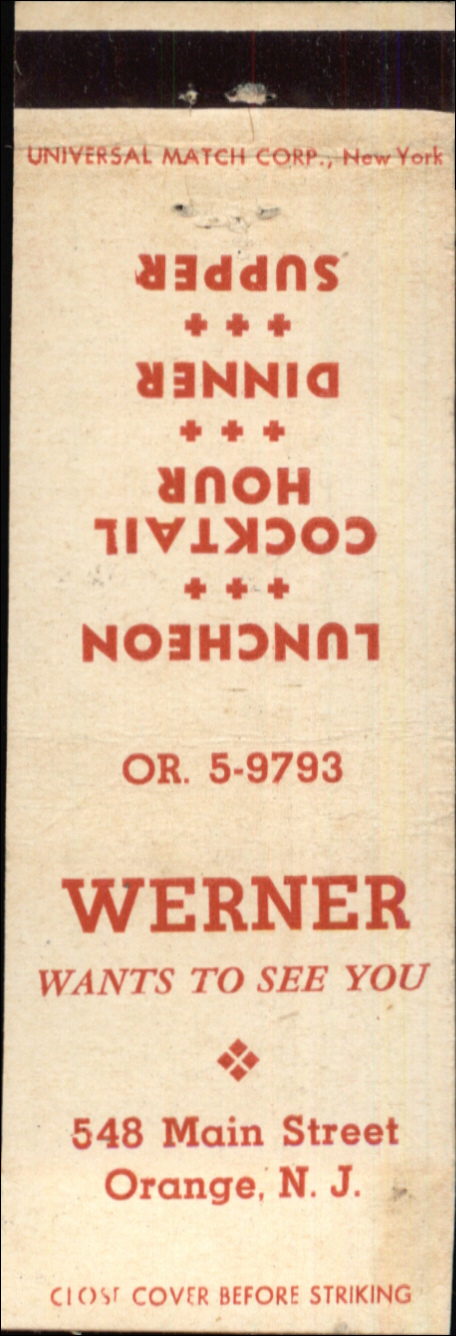 UNIVERSAL MATCH CORP., New York
LUNCHEON
COCKTAIL
HOUR
DINNER
SUPPER
OR. 5-9793
WERNER
WANTS TO SEE YOU
548 Main Street
Orange, N. J.
CLOSE COVER BEFORE STRIKING